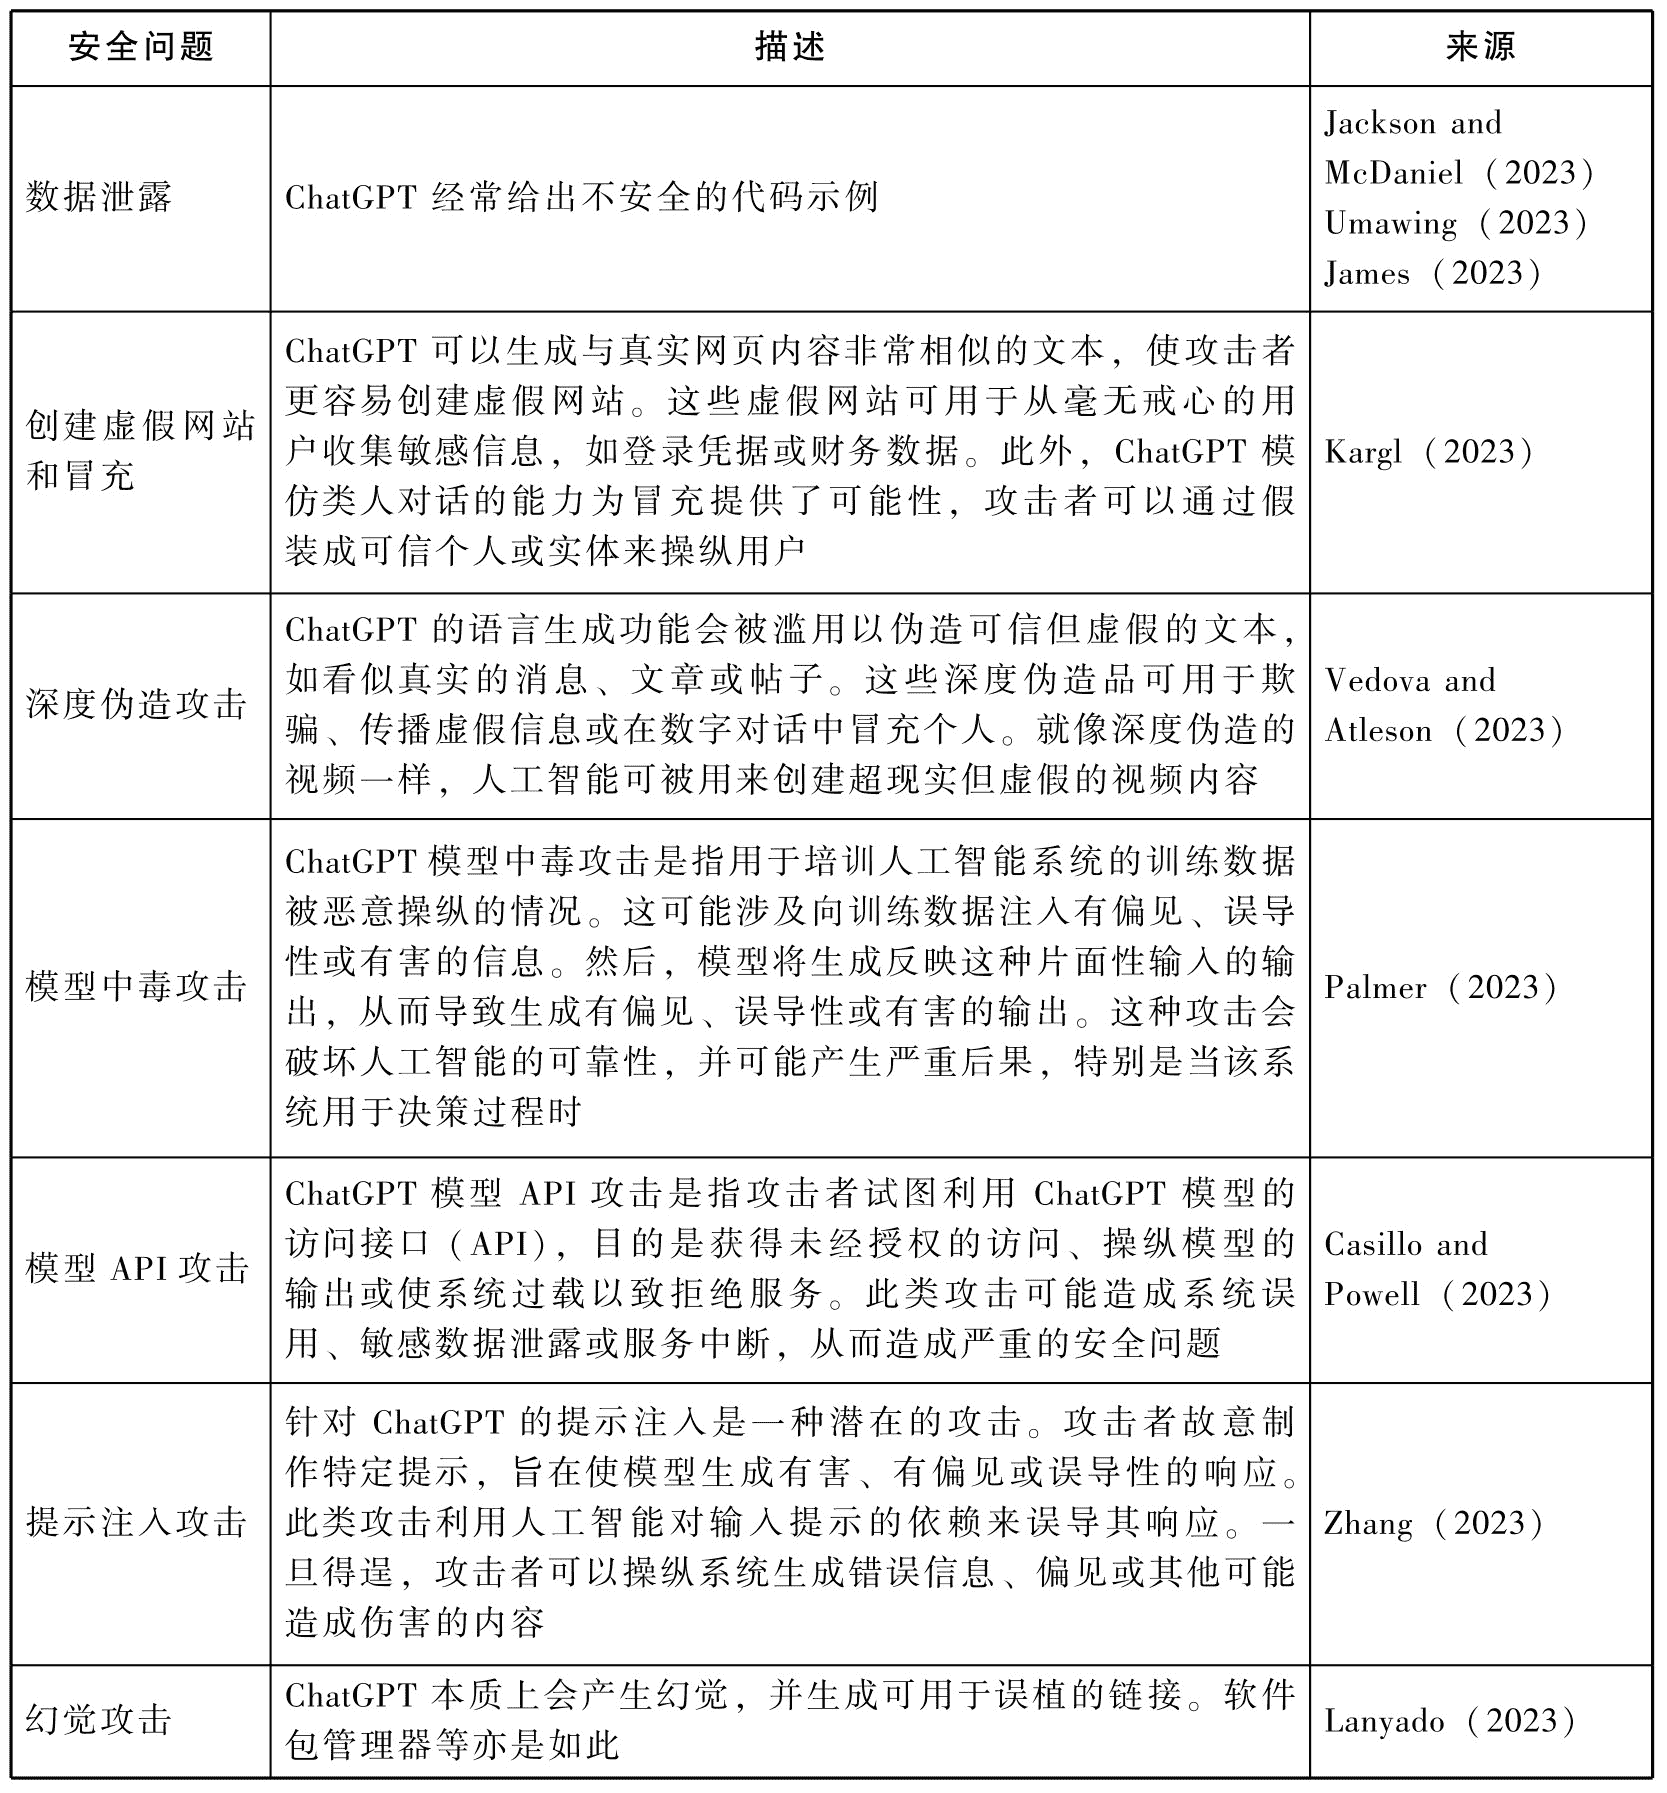 安全问题
描述
来源
数据泄露
ChatGPT 经常给出不安全的代码示例
Jackson and
McDaniel (2023)
Umawing (2023)
James (2023)
创建虚假网站
和冒充
ChatGPT 可以生成与真实网页内容非常相似的文本，使攻击者
更容易创建虚假网站。这些虚假网站可用于从毫无戒心的用
户收集敏感信息，如登录凭据或财务数据。此外，ChatGPT 模
仿类人对话的能力为冒充提供了可能性，攻击者可以通过假
装成可信个人或实体来操纵用户
Kargl (2023)
深度伪造攻击
ChatGPT 的语言生成功能会被滥用以伪造可信但虚假的文本，
如看似真实的消息、文章或帖子。这些深度伪造品可用于欺
骗、传播虚假信息或在数字对话中冒充个人。就像深度伪造的
视频一样，人工智能可被用来创建超现实但虚假的视频内容
Vedova and
Atleson (2023)
模型中毒攻击
ChatGPT 模型中毒攻击是指用于培训人工智能系统的训练数据
被恶意操纵的情况。这可能涉及向训练数据注入有偏见、误导
性或有害的信息。然后，模型将生成反映这种片面性输入的输
出，从而导致生成有偏见、误导性或有害的输出。这种攻击会
破坏人工智能的可靠性，并可能产生严重后果，特别是当该系
统用于决策过程时
Palmer (2023)
模型 API 攻击
ChatGPT 模型 API 攻击是指攻击者试图利用 ChatGPT 模型的
访问接口 (API)，目的是获得未经授权的访问、操纵模型的
输出或使系统过载以致拒绝服务。此类攻击可能造成系统误
用、敏感数据泄露或服务中断，从而造成严重的安全问题
Casillo and
Powell (2023)
提示注入攻击
针对 ChatGPT 的提示注入是一种潜在的攻击。攻击者故意制
作特定提示，旨在使模型生成有害、有偏见或误导性的响应。
此类攻击利用人工智能对输入提示的依赖来误导其响应。一
旦得逞，攻击者可以操纵系统生成错误信息、偏见或其他可能
造成伤害的内容
Zhang (2023)
幻觉攻击
ChatGPT 本质上会产生幻觉，并生成可用于误植的链接。软件
包管理器等亦是如此
Lanyado (2023)